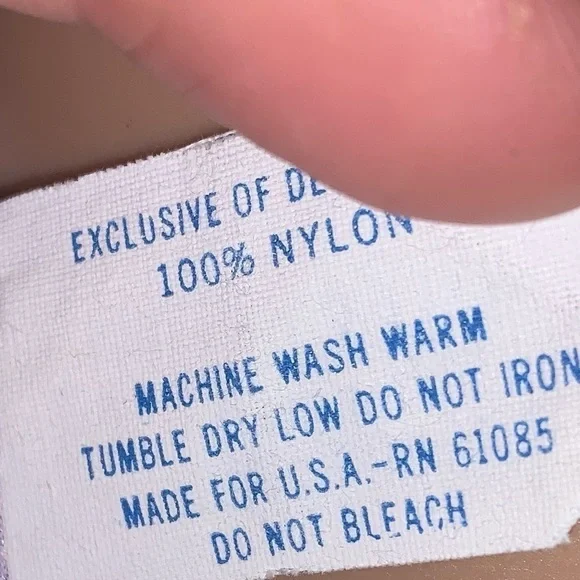 EXCLUSIVE OF
100% NYLON
MACHINE WASH WARM
TUMBLE DRY LOW DO NOT IRON
MADE FOR U.S.A.-RN 61085
DO NOT BLEACH